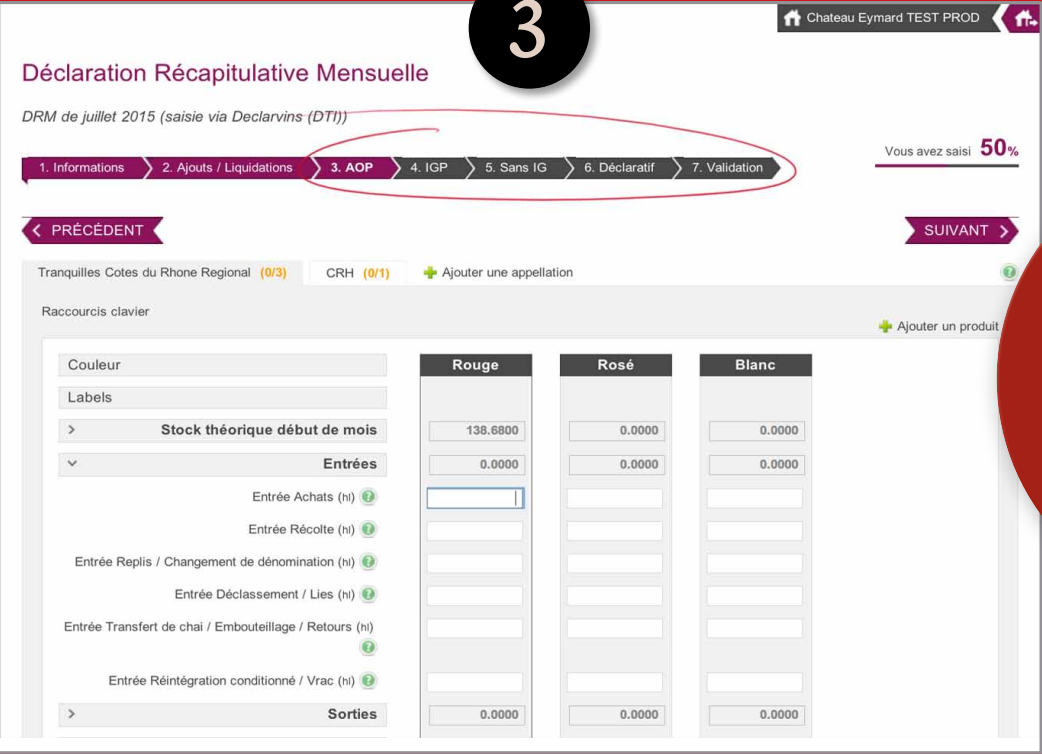 3
Chateau Eymard TEST PROD
Déclaration Récapitulative Mensuelle
DRM de juillet 2015 (saisie via Declarvins (DTI))
1. Informations 2. Ajouts / Liquidations 3. AOP 4. IGP 5. Sans IG 6. Déclaratif 7. Validation
Vous avez saisi 50%
PRÉCÉDENT
SUIVANT
Tranquilles Cotes du Rhone Regional (0/3) CRH (0/1) Ajouter une appellation
Raccourcis clavier
Ajouter un produit
Couleur Rouge Rosé Blanc
Labels
Stock théorique début de mois 138.6800 0.0000 0.0000
Entrées 0.0000 0.0000 0.0000
Entrée Achats (hl)
Entrée Récolte (hl)
Entrée Replis / Changement de dénomination (hl)
Entrée Déclassement / Lies (hl)
Entrée Transfert de chai / Embouteillage / Retours (hl)
Entrée Réintégration conditionné / Vrac (hl)
Sorties 0.0000 0.0000 0.0000